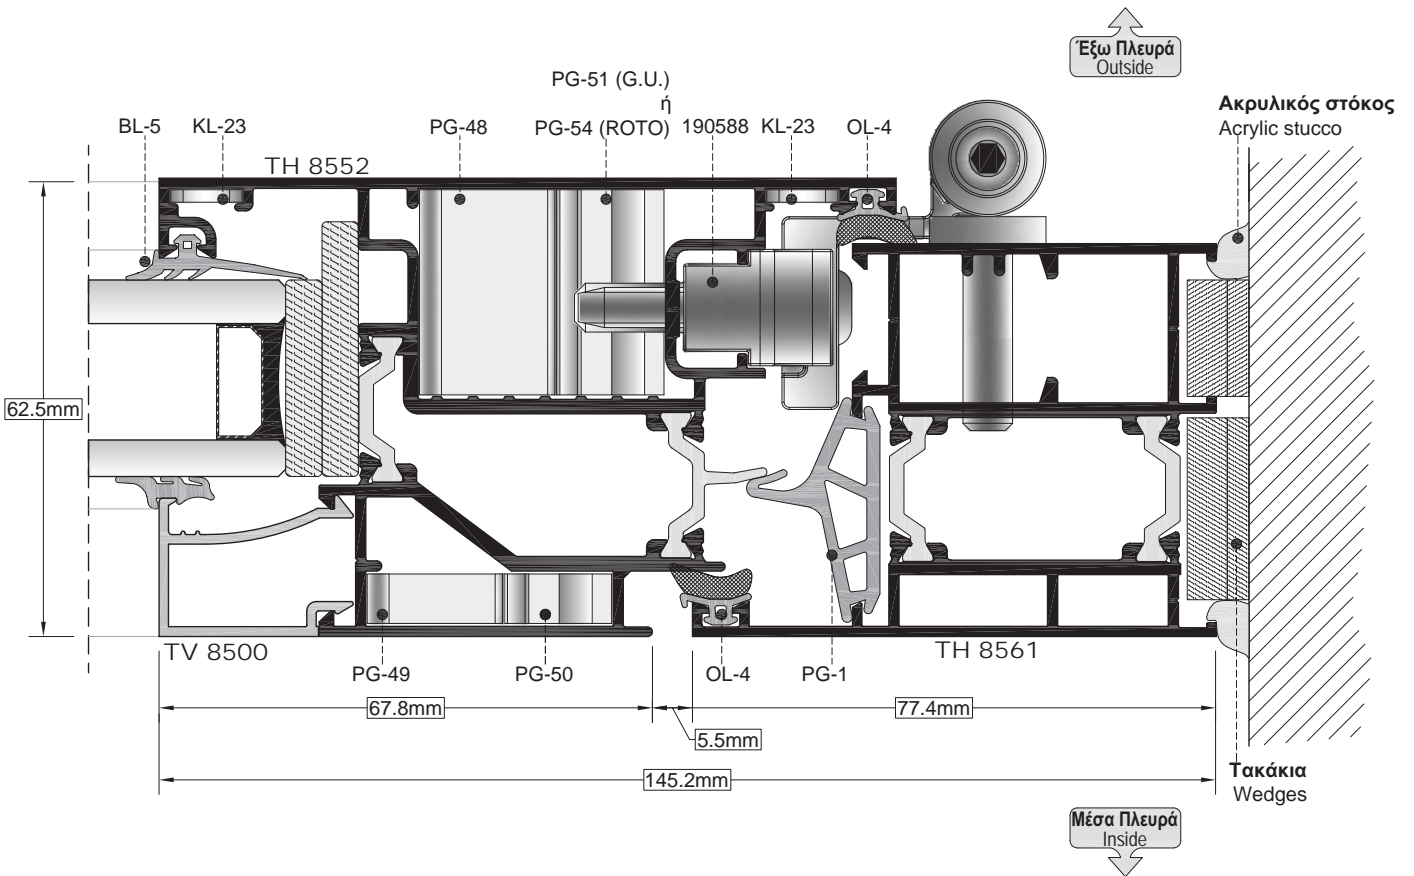 Έξω Πλευρά
Outside
PG-51 (G.U.)
ή
BL-5
KL-23
PG-48
PG-54 (ROTO)
190588
KL-23
OL-4
Ακρυλικός στόκος
Acrylic stucco
TH 8552
62.5mm
TV 8500
TH 8561
PG-49
PG-50
OL-4
PG-1
67.8mm
77.4mm
5.5mm
145.2mm
Τακάκια
Wedges
Μέσα Πλευρά
Inside